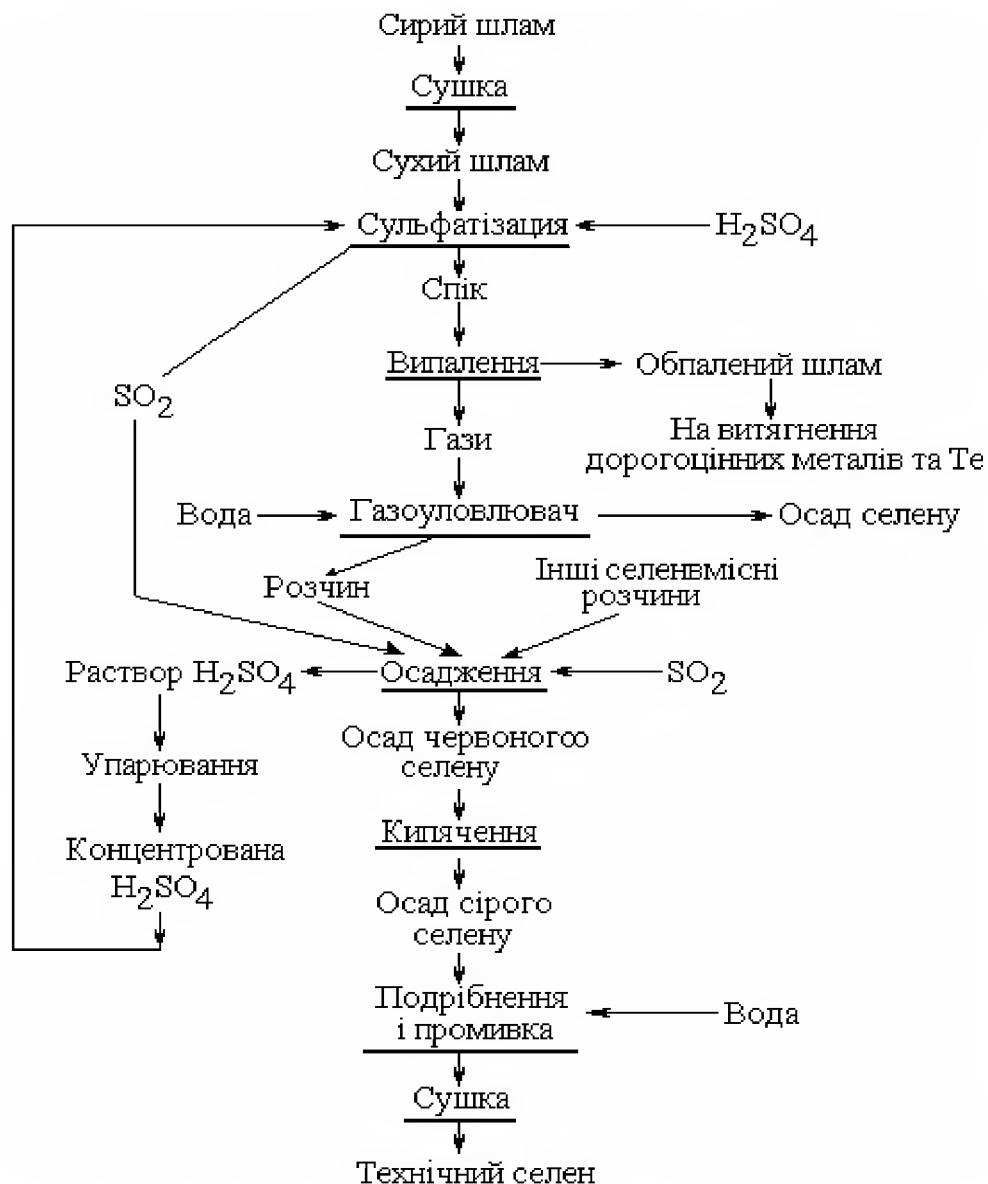 Сирий шлам
Сушка
Сухий шлам
Сульфатізация
H₂SO₄
Спік
Випалення
Обпалений шлам
SO₂
Гази
На витягнення
дорогоцінних металів та Те
Вода
Газоуловлювач
Осад селену
Розчин
Інші селенвмісні
розчини
Раствор H₂SO₄
Осадження
SO₂
Осад червоногоо
селену
Упарювання
Кипячення
Концентрована
H₂SO₄
Осад сірого
селену
Подрібнення
і промивка
Вода
Сушка
Технічний селен